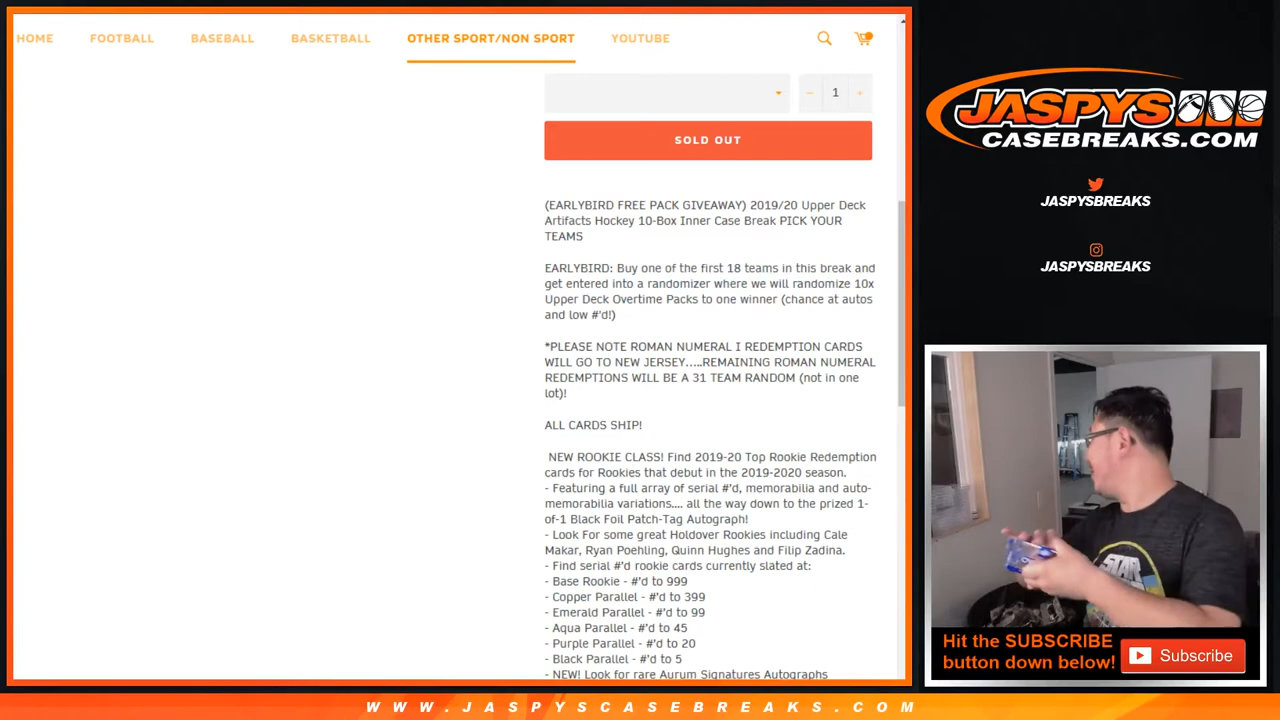 HOME FOOTBALL BASEBALL BASKETBALL OTHER SPORT/NON SPORT YOUTUBE
1
SOLD OUT
(EARLYBIRD FREE PACK GIVEAWAY) 2019/20 Upper Deck
Artifacts Hockey 10-Box Inner Case Break PICK YOUR
TEAMS
EARLYBIRD: Buy one of the first 18 teams in this break and
get entered into a randomizer where we will randomize 10x
Upper Deck Overtime Packs to one winner (chance at autos
and low #'d!)
*PLEASE NOTE ROMAN NUMERAL I REDEMPTION CARDS
WILL GO TO NEW JERSEY.....REMAINING ROMAN NUMERAL
REDEMPTIONS WILL BE A 31 TEAM RANDOM (not in one
lot)!
ALL CARDS SHIP!
NEW ROOKIE CLASS! Find 2019-20 Top Rookie Redemption
cards for Rookies that debut in the 2019-2020 season.
- Featuring a full array of serial #'d, memorabilia and auto-
memorabilia variations.... all the way down to the prized 1-
of-1 Black Foil Patch-Tag Autograph!
- Look For some great Holdover Rookies including Cale
Makar, Ryan Poehling, Quinn Hughes and Filip Zadina.
- Find serial #'d rookie cards currently slated at:
- Base Rookie - #'d to 999
- Copper Parallel - #'d to 399
- Emerald Parallel - #'d to 99
- Aqua Parallel - #'d to 45
- Purple Parallel - #'d to 20
- Black Parallel - #'d to 5
- NEW! Look for rare Aurum Signatures Autographs
JASPYS
CASEBREAKS.COM
JASPYSBREAKS
JASPYSBREAKS
STAR
Hit the SUBSCRIBE
button down below!
Subscribe
WWW.JASPYSCASEBREAKS.COM